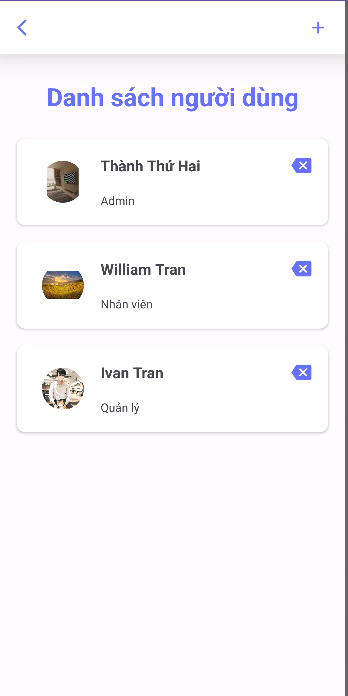 Danh sách người dùng
Thành Thứ Hai
Admin
William Tran
Nhân viên
Ivan Tran
Quản lý